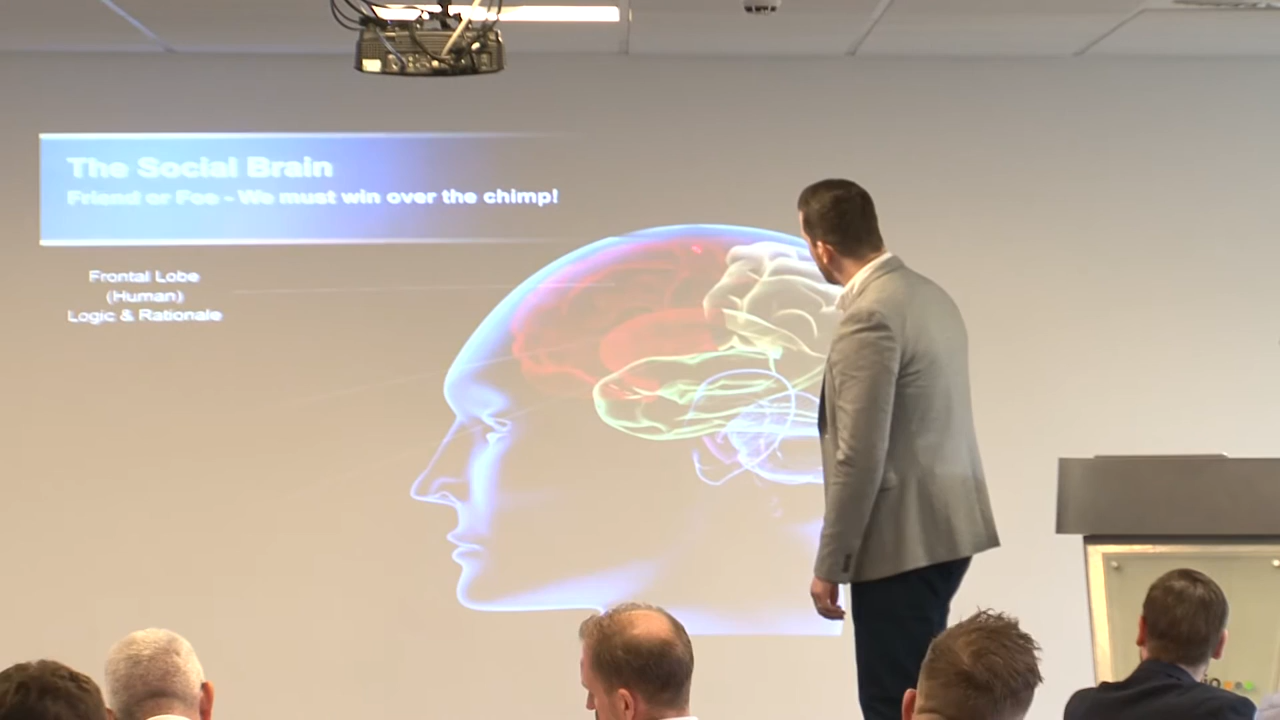 The Social Brain
Friend or Foe - We must win over the chimp!
Frontal Lobe
(Human)
Logic & Rationale